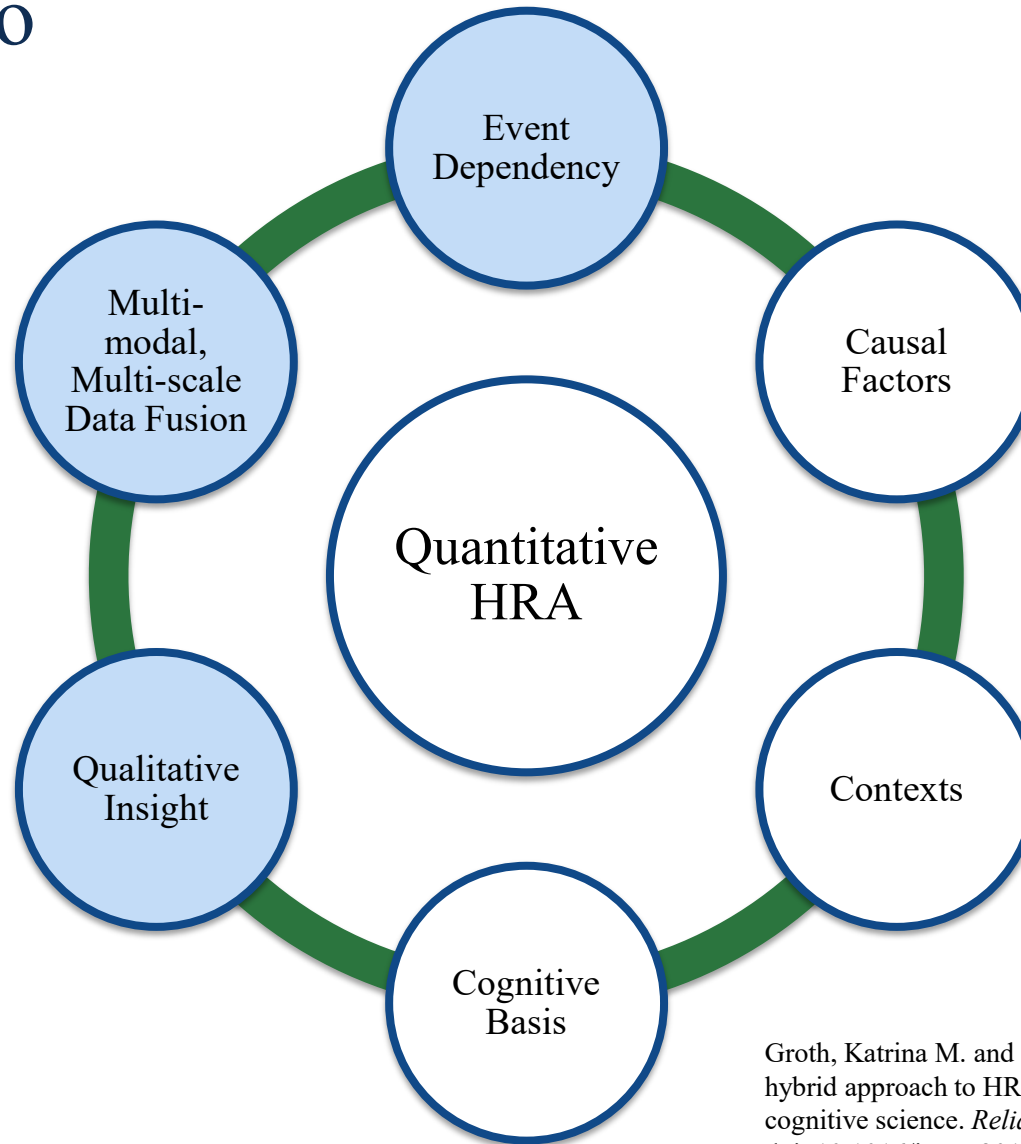 Event
Dependency
Multi-
modal,
Multi-scale
Data Fusion
Causal
Factors
Quantitative
HRA
Qualitative
Insight
Contexts
Cognitive
Basis
Groth, Katrina M. and
hybrid approach to HR
cognitive science.